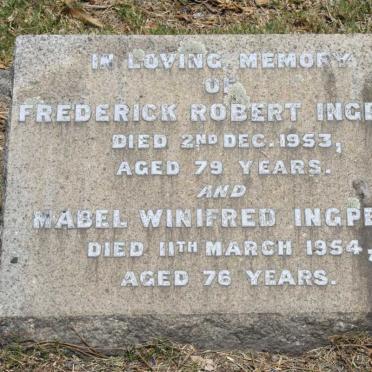 IN LOVING MEMORY
OF
FREDERICK ROBERT
DIED 2ND DEC. 1953,
AGED 79 YEARS.
AND
MABEL WINIFRED
DIED 11TH MARCH 1954,
AGED 76 YEARS.